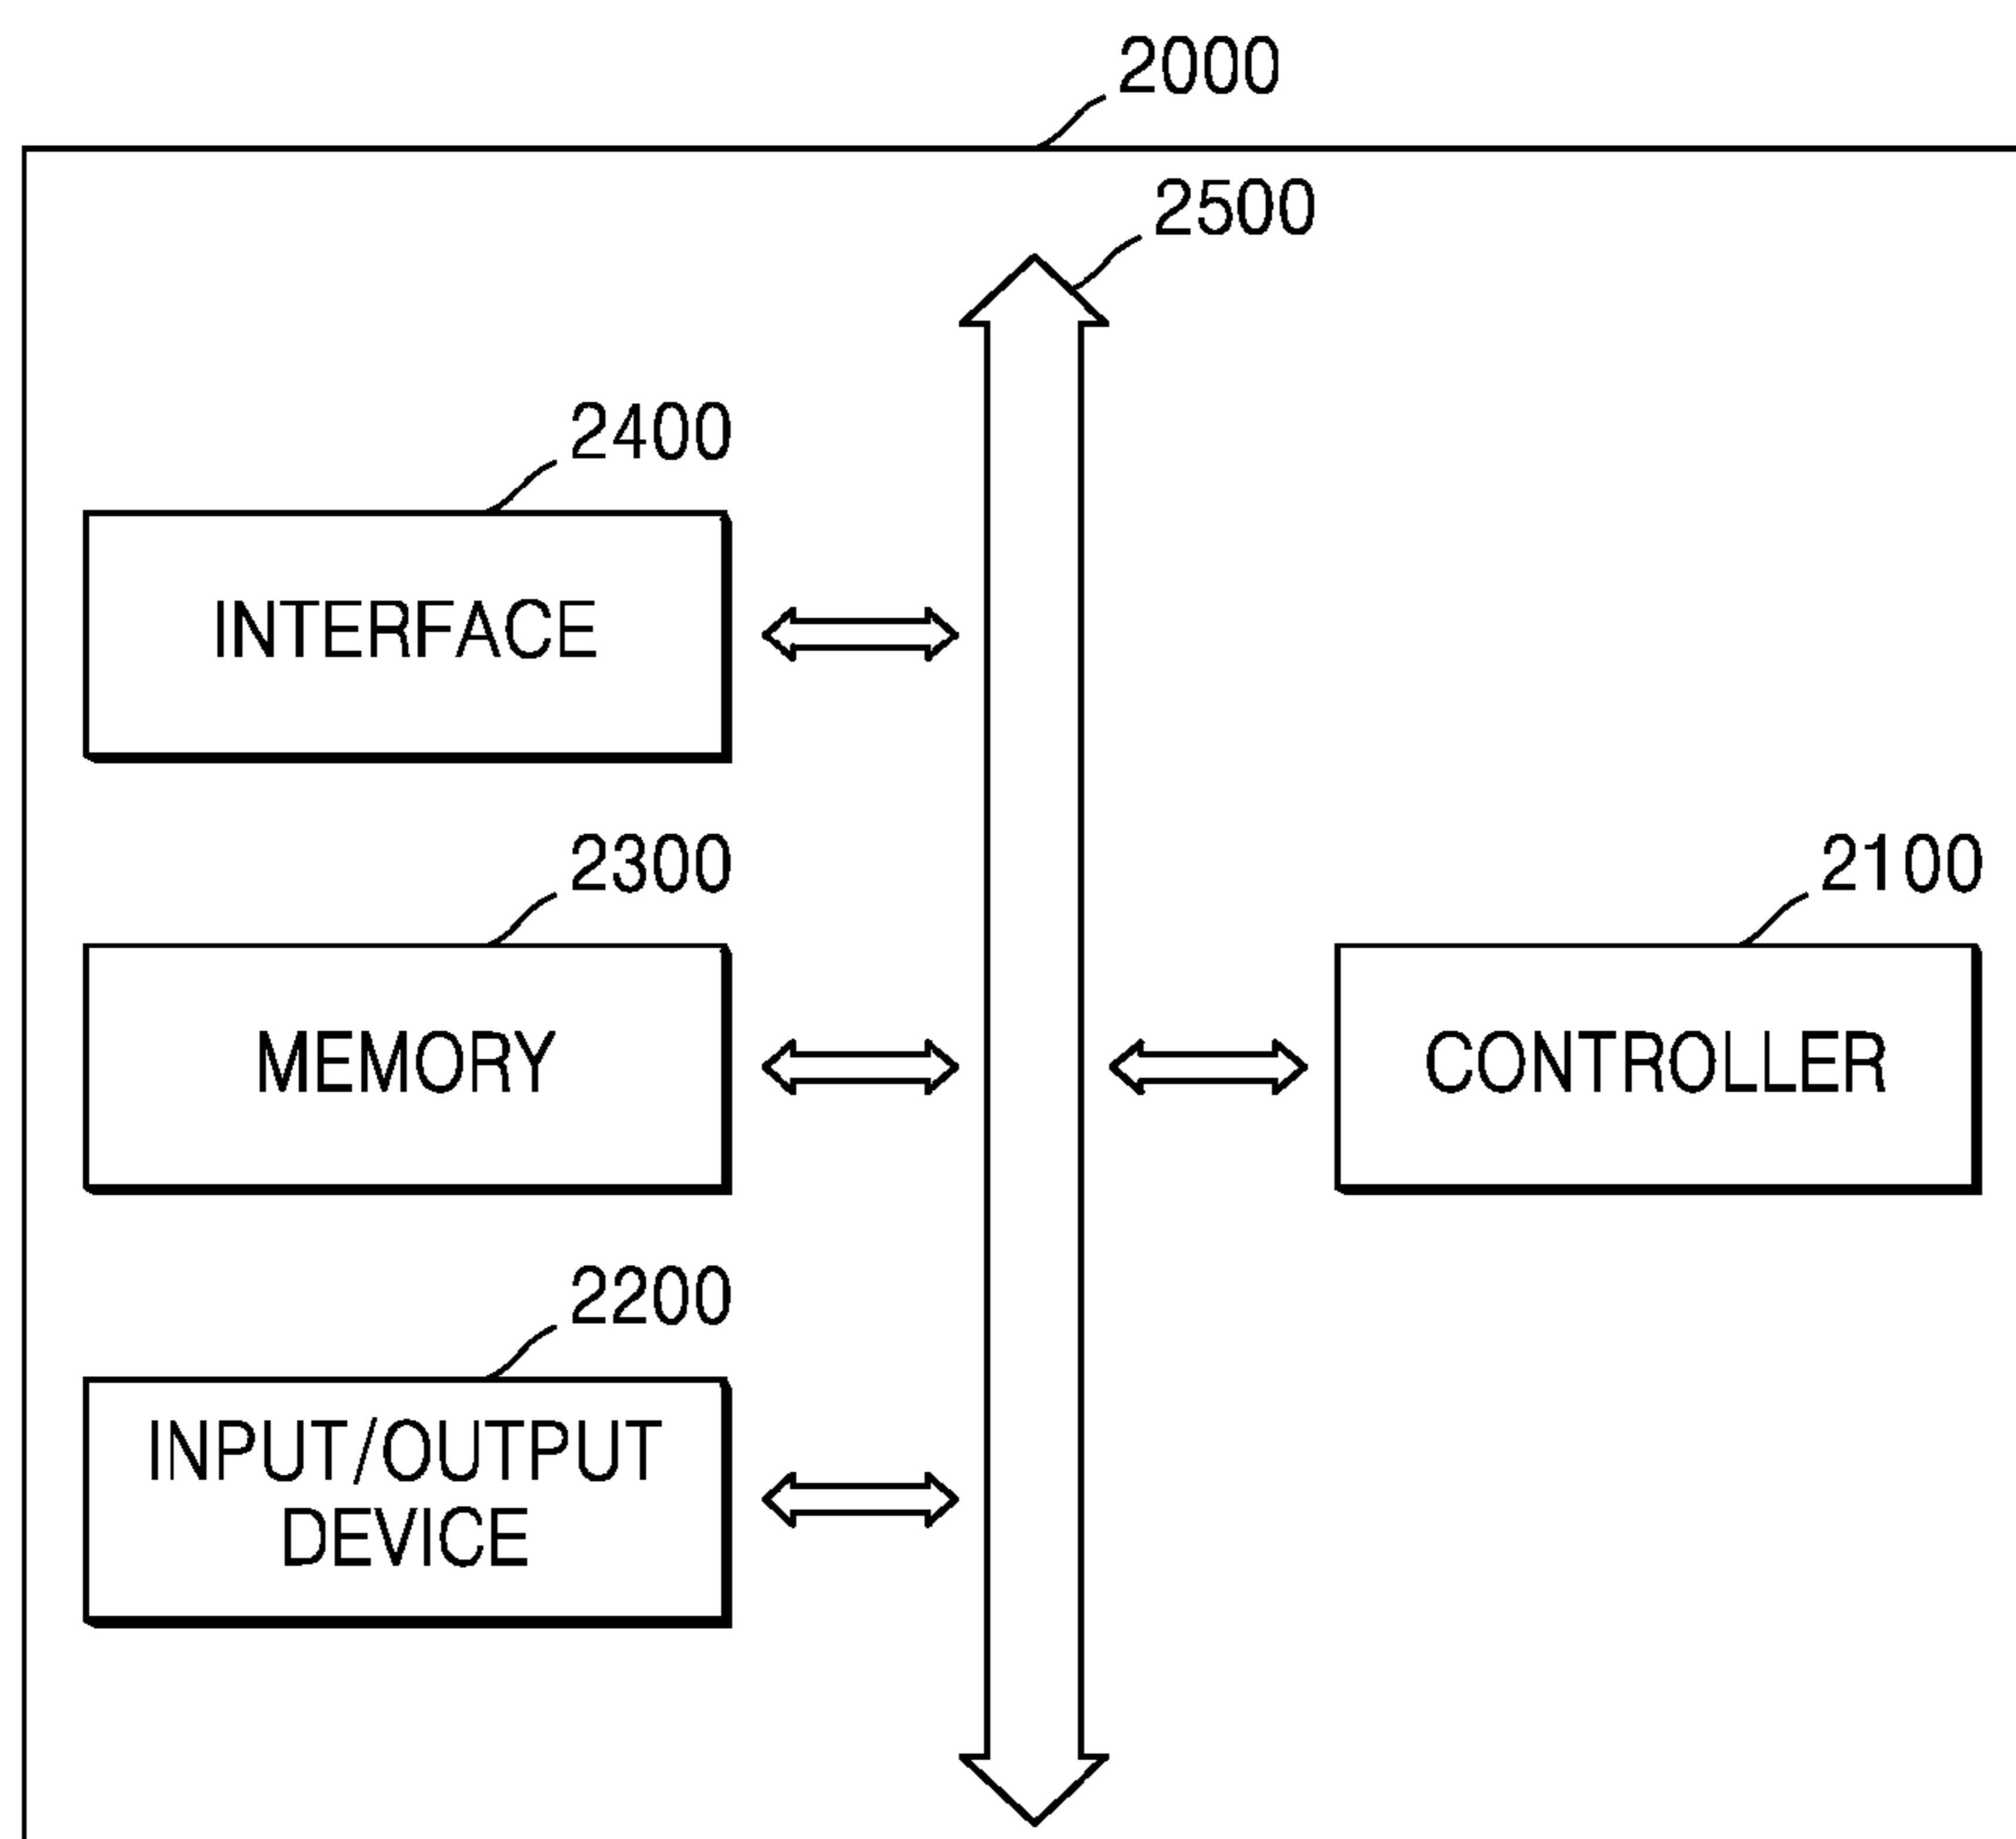 2000
2500
2400
INTERFACE
2300
MEMORY
2100
CONTROLLER
2200
INPUT/OUTPUT
DEVICE